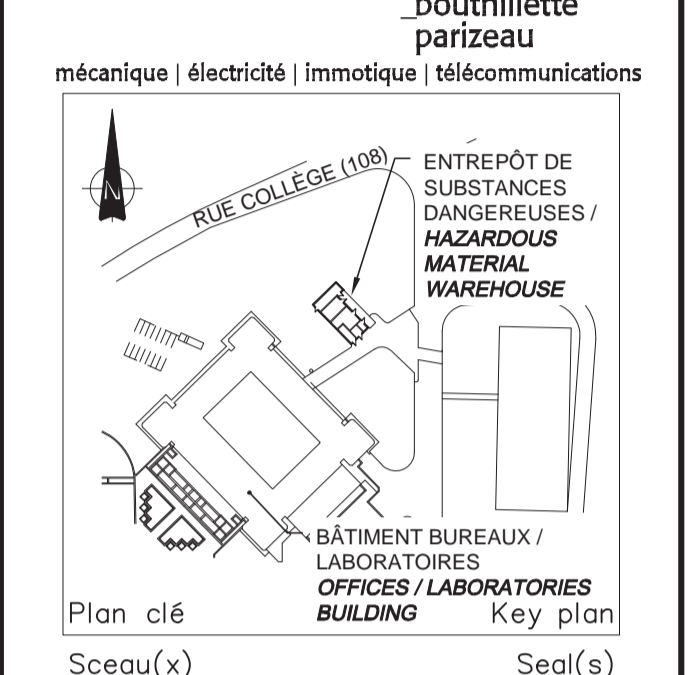 _bouthillette
parizeau
mécanique | électricité | immotique | télécommunications
N
RUE COLLÈGE (108)
ENTREPÔT DE
SUBSTANCES
DANGEREUSES /
HAZARDOUS
MATERIAL
WAREHOUSE
BÂTIMENT BUREAUX /
LABORATOIRES
OFFICES / LABORATORIES
BUILDING
Plan clé
Key plan
Sceau(x)
Seal(s)